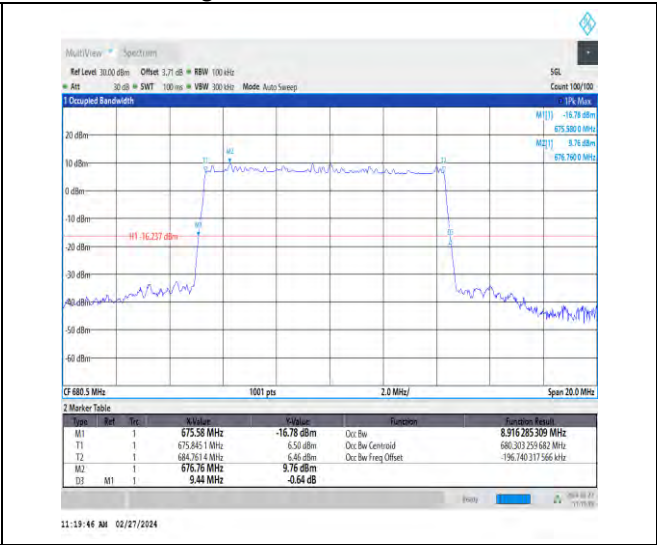 MultiView Spectrum
Ref Level 30.00 dBm Offset 3.71 dB RBW 100 kHz SGL
Att 30 dB SWT 100 ms VBW 300 kHz Mode Auto Sweep Count 100/100
1 Occupied Bandwidth 1Pk Max
M1[1] -16.78 dBm
675.580 0 MHz
M2[1] 9.76 dBm
676.760 0 MHz
20 dBm
M2
T1 T2
10 dBm
0 dBm
-10 dBm
M1
H1 -16.237 dBm
D3
-20 dBm
-30 dBm
-40 dBm
-50 dBm
-60 dBm
CF 680.5 MHz 1001 pts 2.0 MHz/ Span 20.0 MHz
2 Marker Table
Type Ref Trc X-Value Y-Value Function Function Result
M1 1 675.58 MHz -16.78 dBm Occ Bw 8.916 285 309 MHz
T1 1 675.845 1 MHz 6.50 dBm Occ Bw Centroid 680.303 259 682 MHz
T2 1 684.761 4 MHz 6.46 dBm Occ Bw Freq Offset -196.740 317 566 kHz
M2 1 676.76 MHz 9.76 dBm
D3 M1 1 9.44 MHz -0.64 dB
11:19:46 AM 02/27/2024